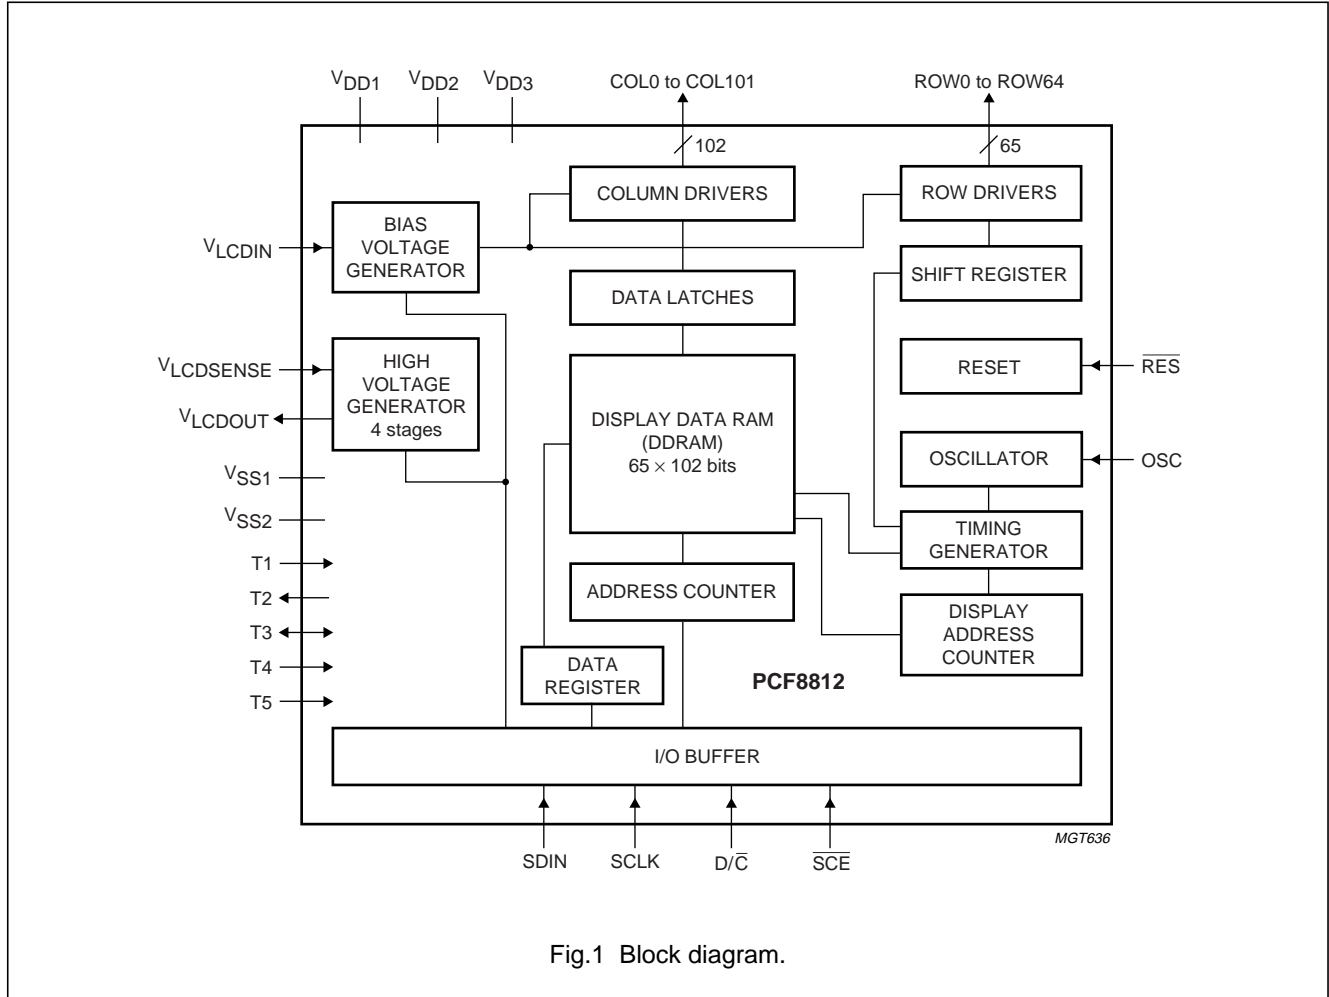 VDD1 VDD2 VDD3 COL0 to COL101 ROW0 to ROW64
102 65
COLUMN DRIVERS
ROW DRIVERS
BIAS
VOLTAGE
GENERATOR
VLCDIN
SHIFT REGISTER
DATA LATCHES
VLCDSENSE
HIGH
VOLTAGE
GENERATOR
4 stages
VLCDOUT
RESET
R̅E̅S̅
DISPLAY DATA RAM
(DDRAM)
65 × 102 bits
OSCILLATOR
OSC
VSS1
VSS2
TIMING
GENERATOR
T1
T2
T3
T4
T5
ADDRESS COUNTER
DISPLAY
ADDRESS
COUNTER
DATA
REGISTER
PCF8812
I/O BUFFER
SDIN SCLK D/C̅ S̅C̅E̅
MGT636
Fig.1 Block diagram.